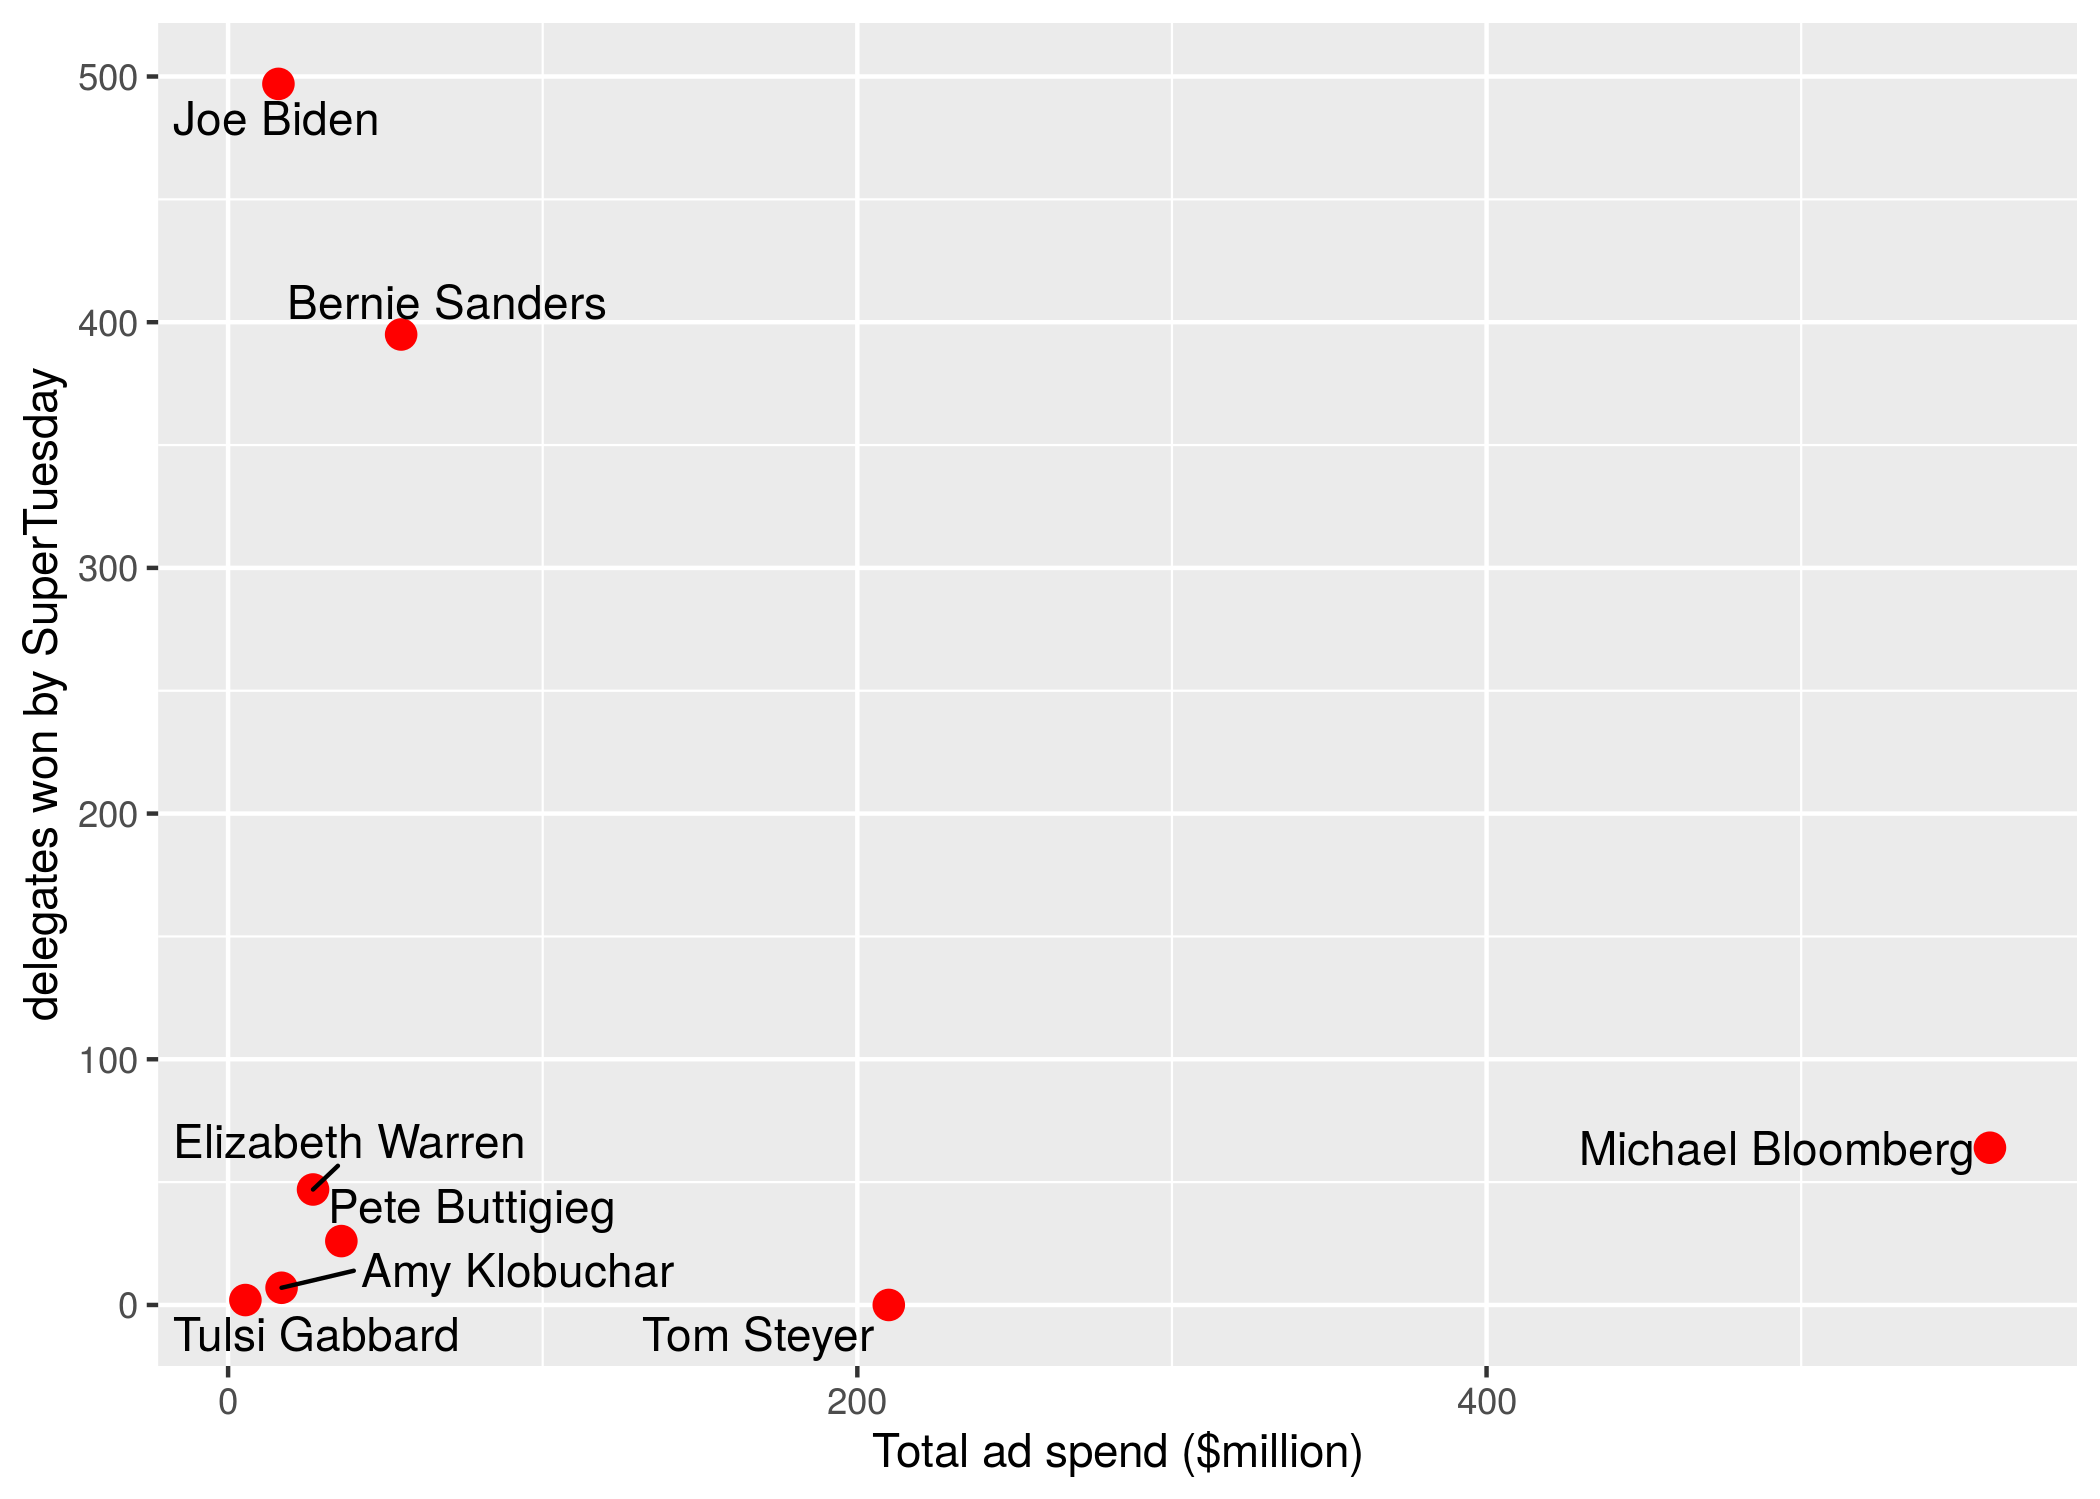 500
Joe Biden
Bernie Sanders
400
300
200
100
Elizabeth Warren
Michael Bloomberg
Pete Buttigieg
Amy Klobuchar
0
Tulsi Gabbard
Tom Steyer
0
200
400
Total ad spend ($million)
delegates won by SuperTuesday